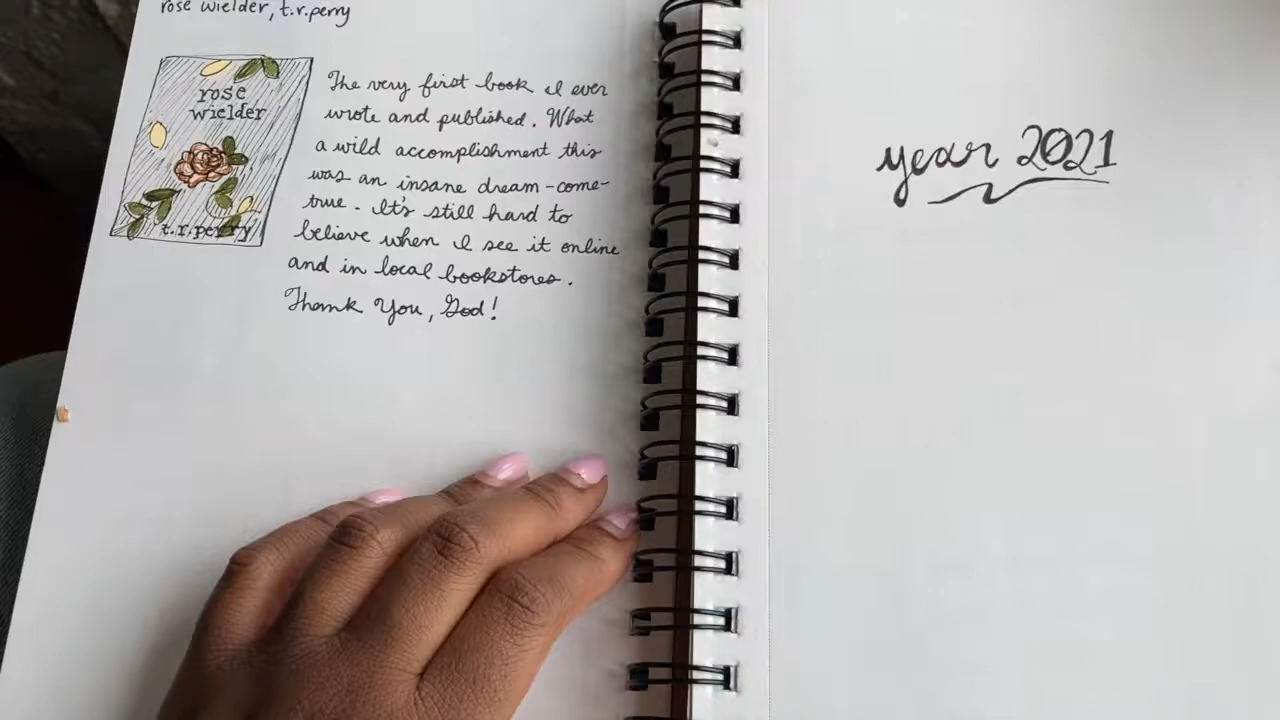 rose wielder, t.r.perry
rose
wielder
t.r.perry
The very first book I ever
wrote and published. What
a wild accomplishment this
was an insane dream-come-
true. It's still hard to
believe when I see it online
and in local bookstores.
Thank You, God!
year 2021